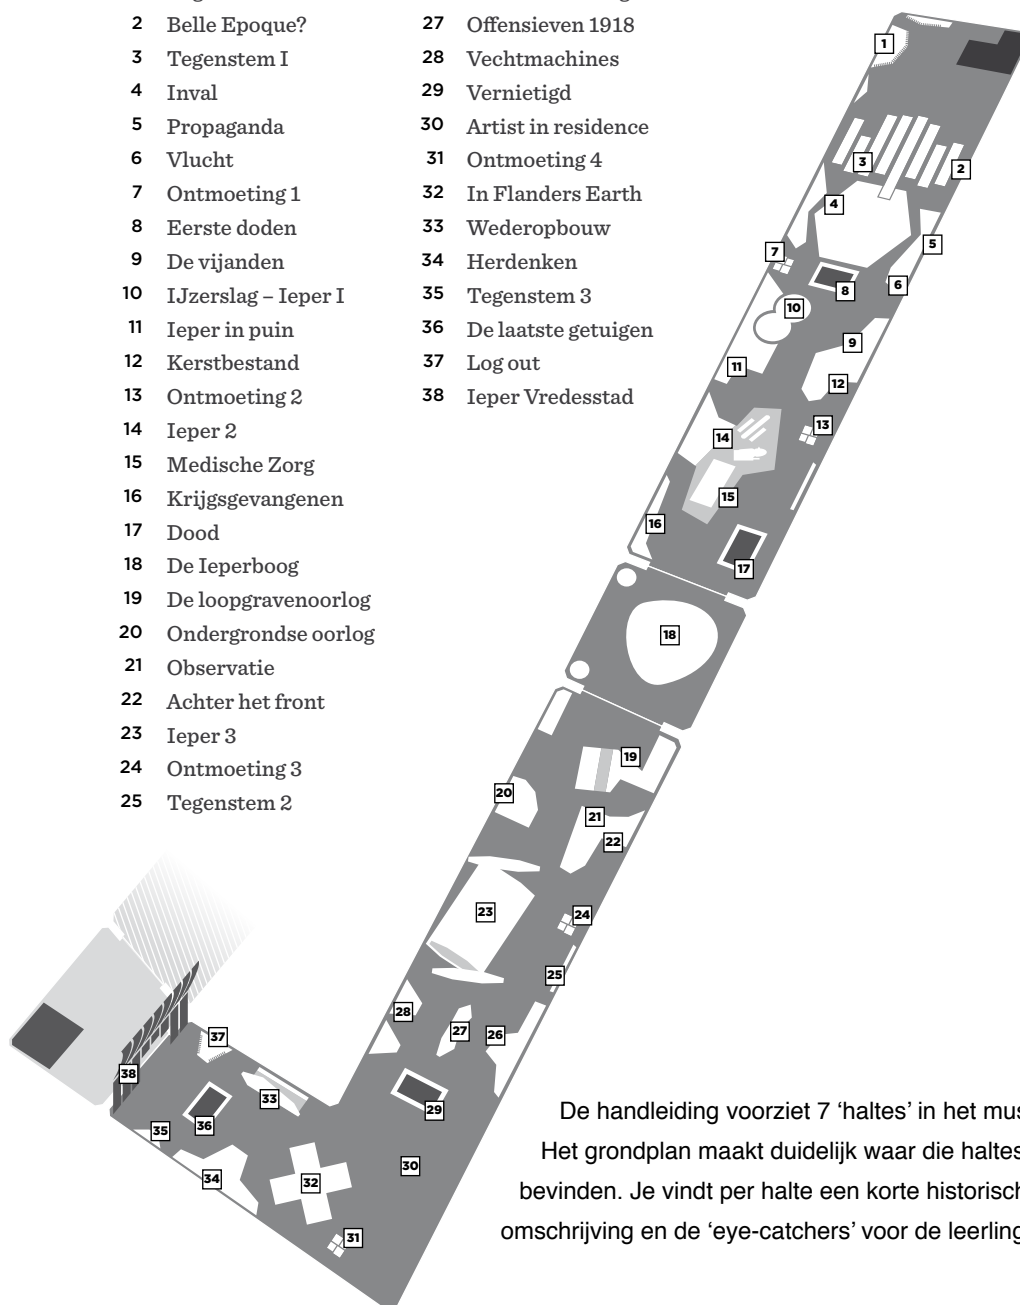 2 Belle Epoque?
3 Tegenstem I
4 Inval
5 Propaganda
6 Vlucht
7 Ontmoeting 1
8 Eerste doden
9 De vijanden
10 IJzerslag – Ieper I
11 Ieper in puin
12 Kerstbestand
13 Ontmoeting 2
14 Ieper 2
15 Medische Zorg
16 Krijgsgevangenen
17 Dood
18 De Ieperboog
19 De loopgravenoorlog
20 Ondergrondse oorlog
21 Observatie
22 Achter het front
23 Ieper 3
24 Ontmoeting 3
25 Tegenstem 2
27 Offensieven 1918
28 Vechtmachines
29 Vernietigd
30 Artist in residence
31 Ontmoeting 4
32 In Flanders Earth
33 Wederopbouw
34 Herdenken
35 Tegenstem 3
36 De laatste getuigen
37 Log out
38 Ieper Vredesstad
1
3
2
4
5
7
6
8
10
9
11
12
13
14
15
16
17
18
19
20
21
22
23
24
25
28
27
26
37
38
33
29
36
35
30
34
32
31
De handleiding voorziet 7 ‘haltes’ in het mus
Het grondplan maakt duidelijk waar die haltes
bevinden. Je vindt per halte een korte historisch
omschrijving en de ‘eye-catchers’ voor de leerling